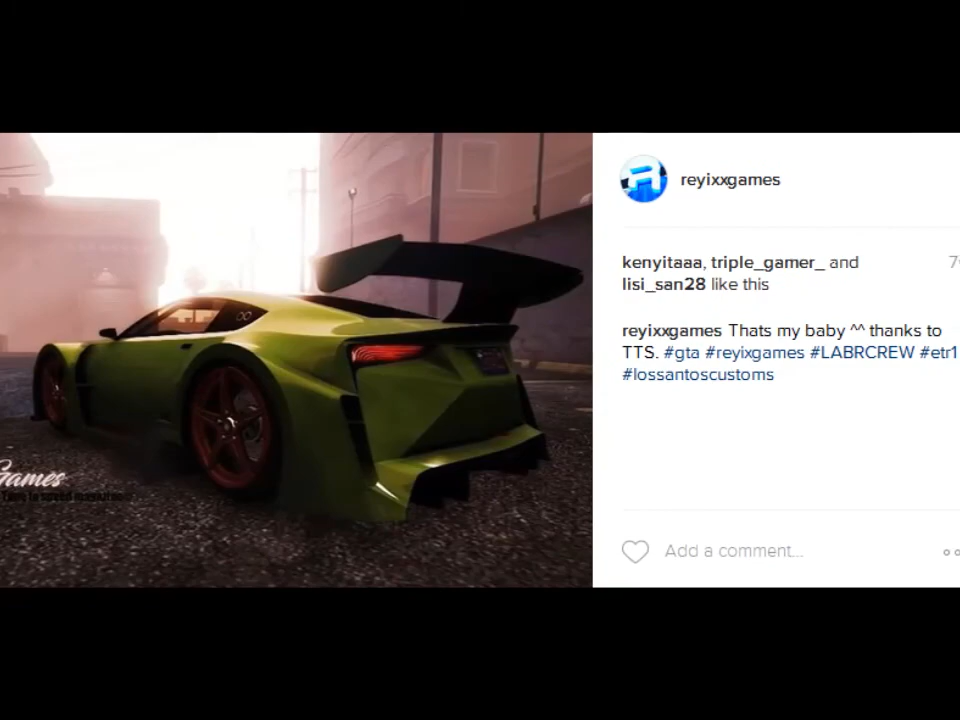 reyixxgames
kenyitaaa, triple_gamer_ and
lisi_san28 like this
reyixxgames Thats my baby ^^ thanks to
TTS. #gta #reyixgames #LABRCREW #etr1
#lossantoscustoms
Games
Add a comment...